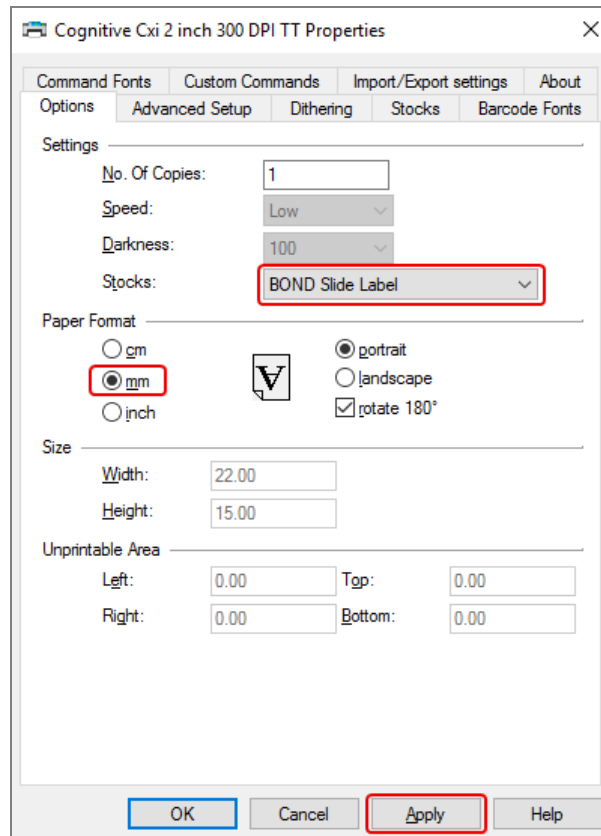 Cognitive Cxi 2 inch 300 DPI TT Properties
Command Fonts Custom Commands Import/Export settings About
Options Advanced Setup Dithering Stocks Barcode Fonts
Settings
No. Of Copies: 1
Speed: Low
Darkness: 100
Stocks: BOND Slide Label
Paper Format
cm portrait
mm A landscape
inch rotate 180°
Size
Width: 22.00
Height: 15.00
Unprintable Area
Left: 0.00 Top: 0.00
Right: 0.00 Bottom: 0.00
OK Cancel Apply Help